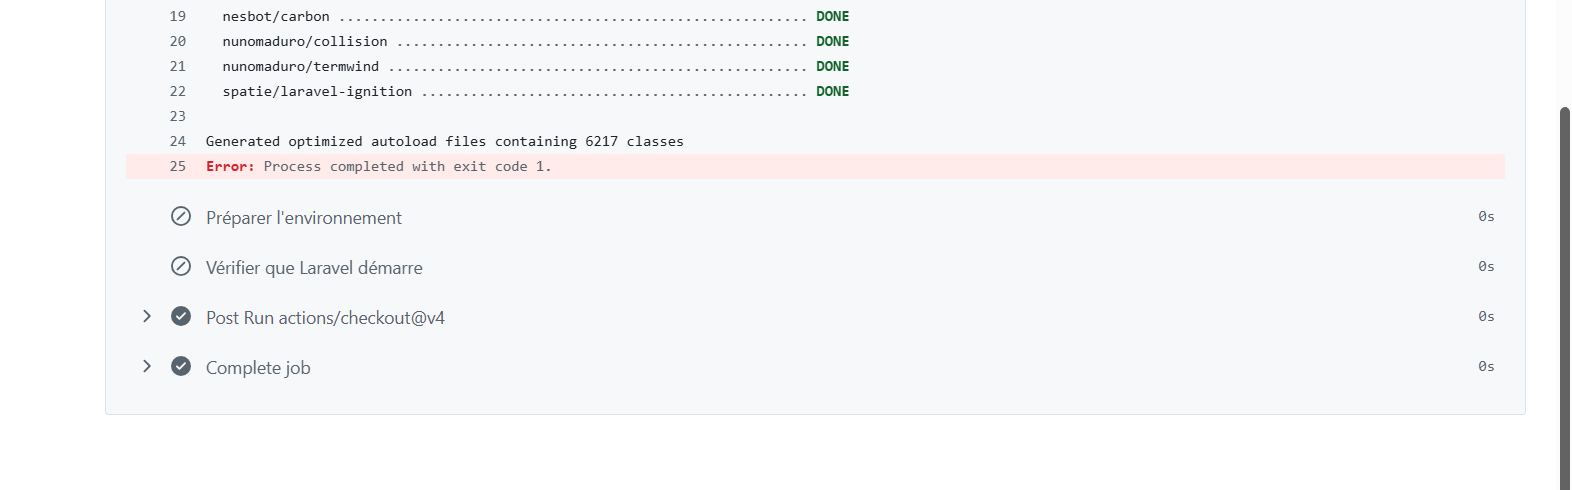 19 nesbot/carbon ......................................................... DONE
20 nunomaduro/collision .................................................. DONE
21 nunomaduro/termwind ................................................... DONE
22 spatie/laravel-ignition ............................................... DONE
23
24 Generated optimized autoload files containing 6217 classes
25 Error: Process completed with exit code 1.
Préparer l'environnement 0s
Vérifier que Laravel démarre 0s
Post Run actions/checkout@v4 0s
Complete job 0s